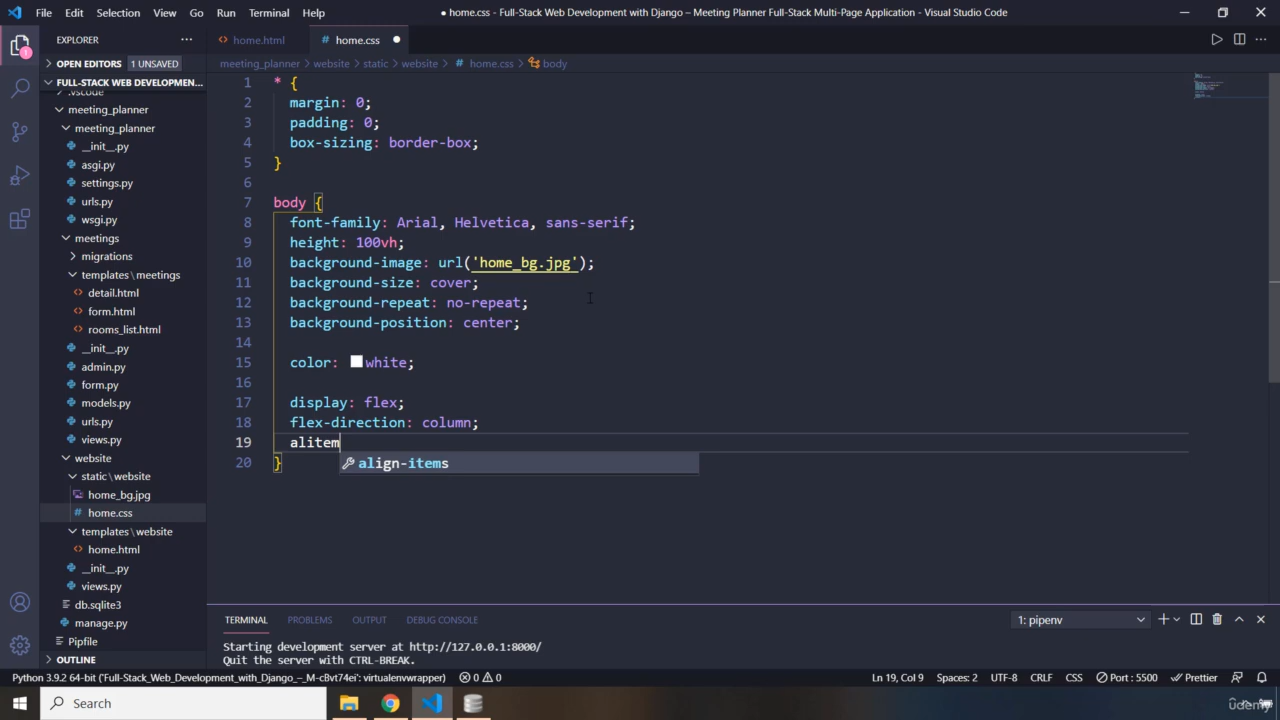 File Edit Selection View Go Run Terminal Help
● home.css - Full-Stack Web Development with Django – Meeting Planner Full-Stack Multi-Page Application - Visual Studio Code
EXPLORER
home.html
# home.css
OPEN EDITORS 1 UNSAVED
meeting_planner > website > static > website > # home.css > body
FULL-STACK WEB DEVELOPMEN...
.vscode
meeting_planner
meeting_planner
__init__.py
asgi.py
settings.py
urls.py
wsgi.py
meetings
migrations
templates\meetings
detail.html
form.html
rooms_list.html
__init__.py
admin.py
form.py
models.py
urls.py
views.py
website
static\website
home_bg.jpg
# home.css
templates\website
home.html
__init__.py
views.py
db.sqlite3
manage.py
Pipfile
OUTLINE
1 * {
2 margin: 0;
3 padding: 0;
4 box-sizing: border-box;
5 }
6
7 body {
8 font-family: Arial, Helvetica, sans-serif;
9 height: 100vh;
10 background-image: url('home_bg.jpg');
11 background-size: cover;
12 background-repeat: no-repeat;
13 background-position: center;
14
15 color: white;
16
17 display: flex;
18 flex-direction: column;
19 alitem
align-items
20 }
TERMINAL PROBLEMS OUTPUT DEBUG CONSOLE
1: pipenv
Starting development server at http://127.0.0.1:8000/
Quit the server with CTRL-BREAK.
Python 3.9.2 64-bit ('Full-Stack_Web_Development_with_Django_–_M-cBvt74ei': virtualenvwrapper) 0 0
Ln 19, Col 9 Spaces: 2 UTF-8 CRLF CSS Port : 5500 Prettier
Search
Udemy